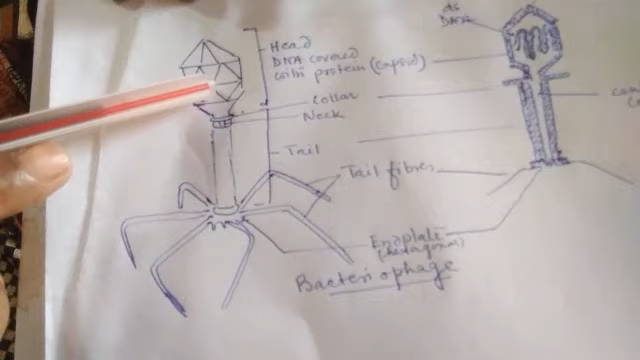 ds
DNA
Head
DNA covered
with protein (capsid)
Collar
Neck
Tail
Tail fibres
Endplate
(hexagonal)
Bacteriophage